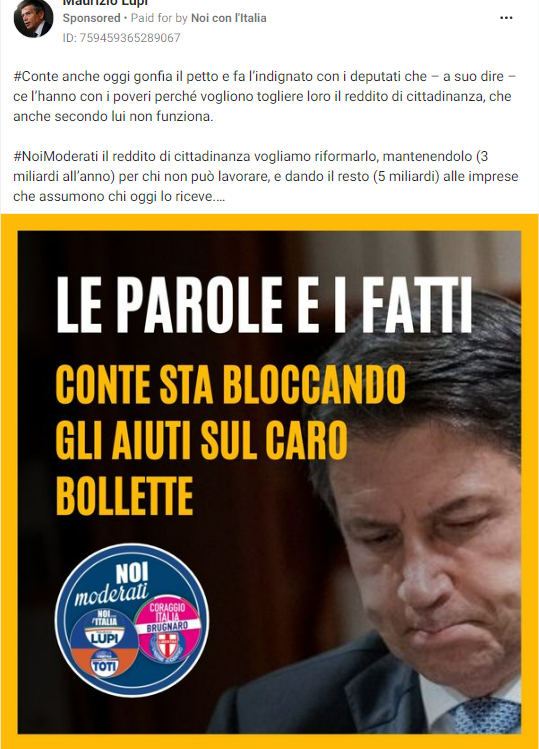 Maurizio Lupi
Sponsored • Paid for by Noi con l'Italia
ID: 759459365289067
#Conte anche oggi gonfia il petto e fa l'indignato con i deputati che – a suo dire –
ce l'hanno con i poveri perché vogliono togliere loro il reddito di cittadinanza, che
anche secondo lui non funziona.
#NoiModerati il reddito di cittadinanza vogliamo riformarlo, mantenendolo (3
miliardi all'anno) per chi non può lavorare, e dando il resto (5 miliardi) alle imprese
che assumono chi oggi lo riceve....
LE PAROLE E I FATTI
CONTE STA BLOCCANDO
GLI AIUTI SUL CARO
BOLLETTE
NOI
moderati
NOI
L'ITALIA
LUPI
CORAGGIO
ITALIA
BRUGNARO
TOTI